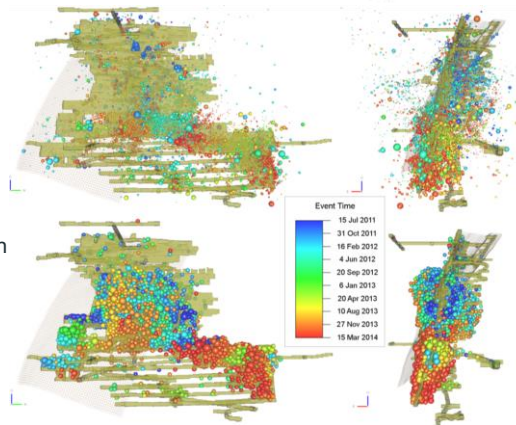 Event Time
15 Jul 2011
31 Oct 2011
16 Feb 2012
4 Jun 2012
20 Sep 2012
6 Jan 2013
20 Apr 2013
10 Aug 2013
27 Nov 2013
15 Mar 2014